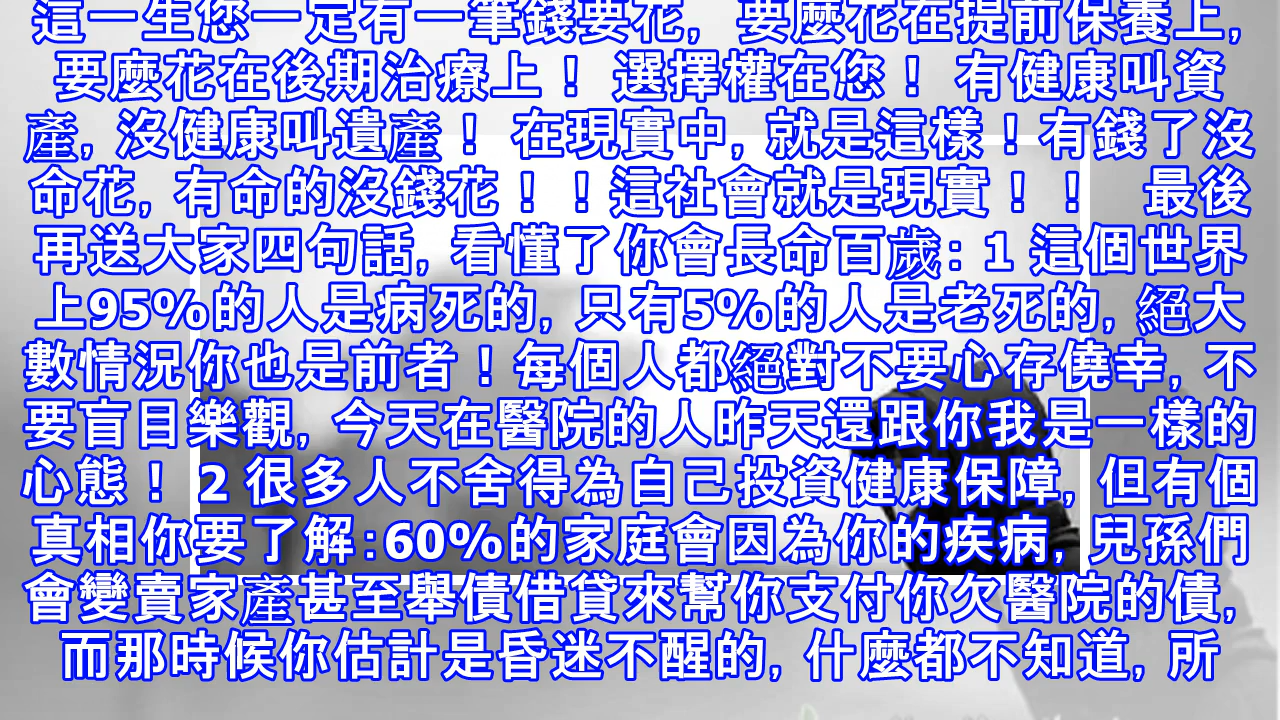 這一生您一定有一筆錢要花, 要麼花在提前保養上,
要麼花在後期治療上！ 選擇權在您！ 有健康叫資
產, 沒健康叫遺產！ 在現實中, 就是這樣！有錢了沒
命花, 有命的沒錢花！！這社會就是現實！！ 最後
再送大家四句話, 看懂了你會長命百歲: 1 這個世界
上95%的人是病死的, 只有5%的人是老死的, 絕大
數情況你也是前者！每個人都絕對不要心存僥幸, 不
要盲目樂觀, 今天在醫院的人昨天還跟你我是一樣的
心態！ 2 很多人不舍得為自己投資健康保障, 但有個
真相你要了解:60%的家庭會因為你的疾病, 兒孫們
會變賣家產甚至舉債借貸來幫你支付你欠醫院的債,
而那時候你估計是昏迷不醒的, 什麼都不知道, 所